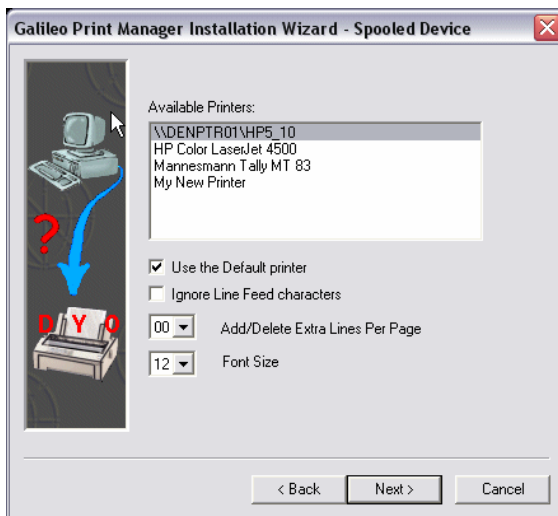 Galileo Print Manager Installation Wizard - Spooled Device
Available Printers:
\\DENPTR01\HP5_10
HP Color LaserJet 4500
Mannesmann Tally MT 83
My New Printer
?
Use the Default printer
Ignore Line Feed characters
00 Add/Delete Extra Lines Per Page
D Y O
12 Font Size
< Back Next > Cancel